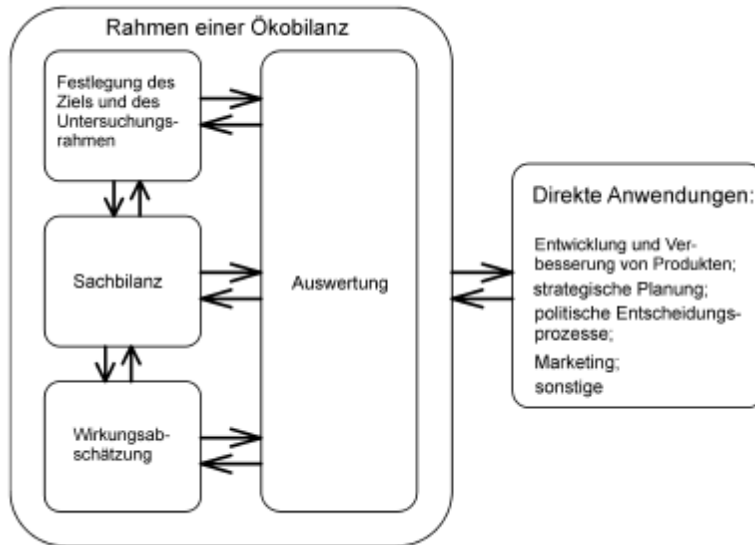 Rahmen einer Ökobilanz
Festlegung des
Ziels und des
Untersuchungs-
rahmen
Sachbilanz
Wirkungsab-
schätzung
Auswertung
Direkte Anwendungen:
Entwicklung und Ver-
besserung von Produkten;
strategische Planung;
politische Entscheidungs-
prozesse;
Marketing;
sonstige